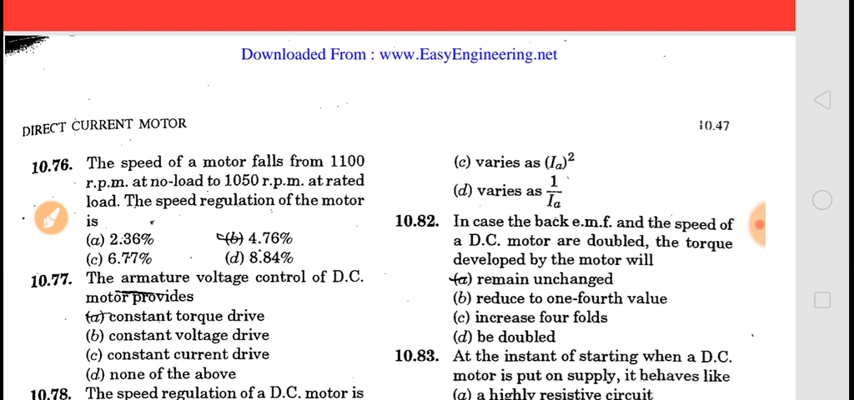 Downloaded From : www.EasyEngineering.net
DIRECT CURRENT MOTOR
10.47
10.76. The speed of a motor falls from 1100
r.p.m. at no-load to 1050 r.p.m. at rated
load. The speed regulation of the motor
is
(a) 2.36% (b) 4.76%
(c) 6.77% (d) 8.84%
10.77. The armature voltage control of D.C.
motor provides
(a) constant torque drive
(b) constant voltage drive
(c) constant current drive
(d) none of the above
10.78. The speed regulation of a D.C. motor is
(c) varies as (Iₐ)²
(d) varies as 1/Iₐ
10.82. In case the back e.m.f. and the speed of
a D.C. motor are doubled, the torque
developed by the motor will
(a) remain unchanged
(b) reduce to one-fourth value
(c) increase four folds
(d) be doubled
10.83. At the instant of starting when a D.C.
motor is put on supply, it behaves like
(a) a highly resistive circuit